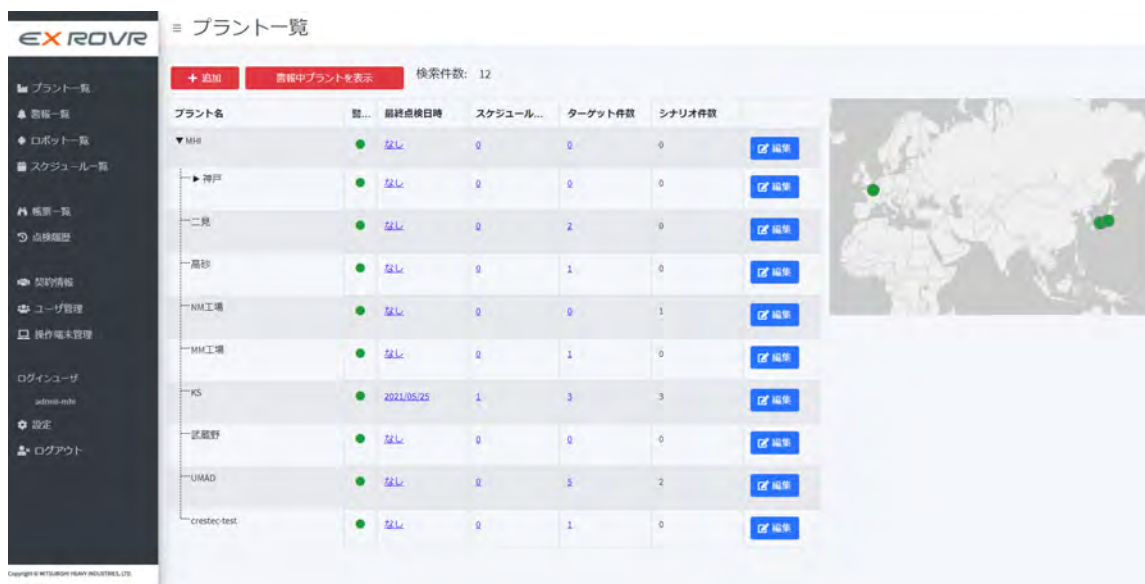 EX ROVR
≡ プラント一覧
プラント一覧
警報一覧
ロボット一覧
スケジュール一覧
帳票一覧
点検履歴
契約情報
ユーザ管理
操作端末管理
ログインユーザ
admin-mhi
設定
ログアウト
Copyright © MITSUBISHI HEAVY INDUSTRIES, LTD.
+ 追加 警報中プラントを表示 検索件数: 12
プラント名 警... 最終点検日時 スケジュール... ターゲット件数 シナリオ件数
▼MHI なし 0 0 0 編集
▶神戸 なし 0 0 0 編集
二見 なし 0 2 0 編集
高砂 なし 0 1 0 編集
NM工場 なし 0 0 1 編集
MM工場 なし 0 1 0 編集
KS 2021/05/25 1 3 3 編集
武蔵野 なし 0 0 0 編集
UMAD なし 0 5 2 編集
crestec-test なし 0 1 0 編集